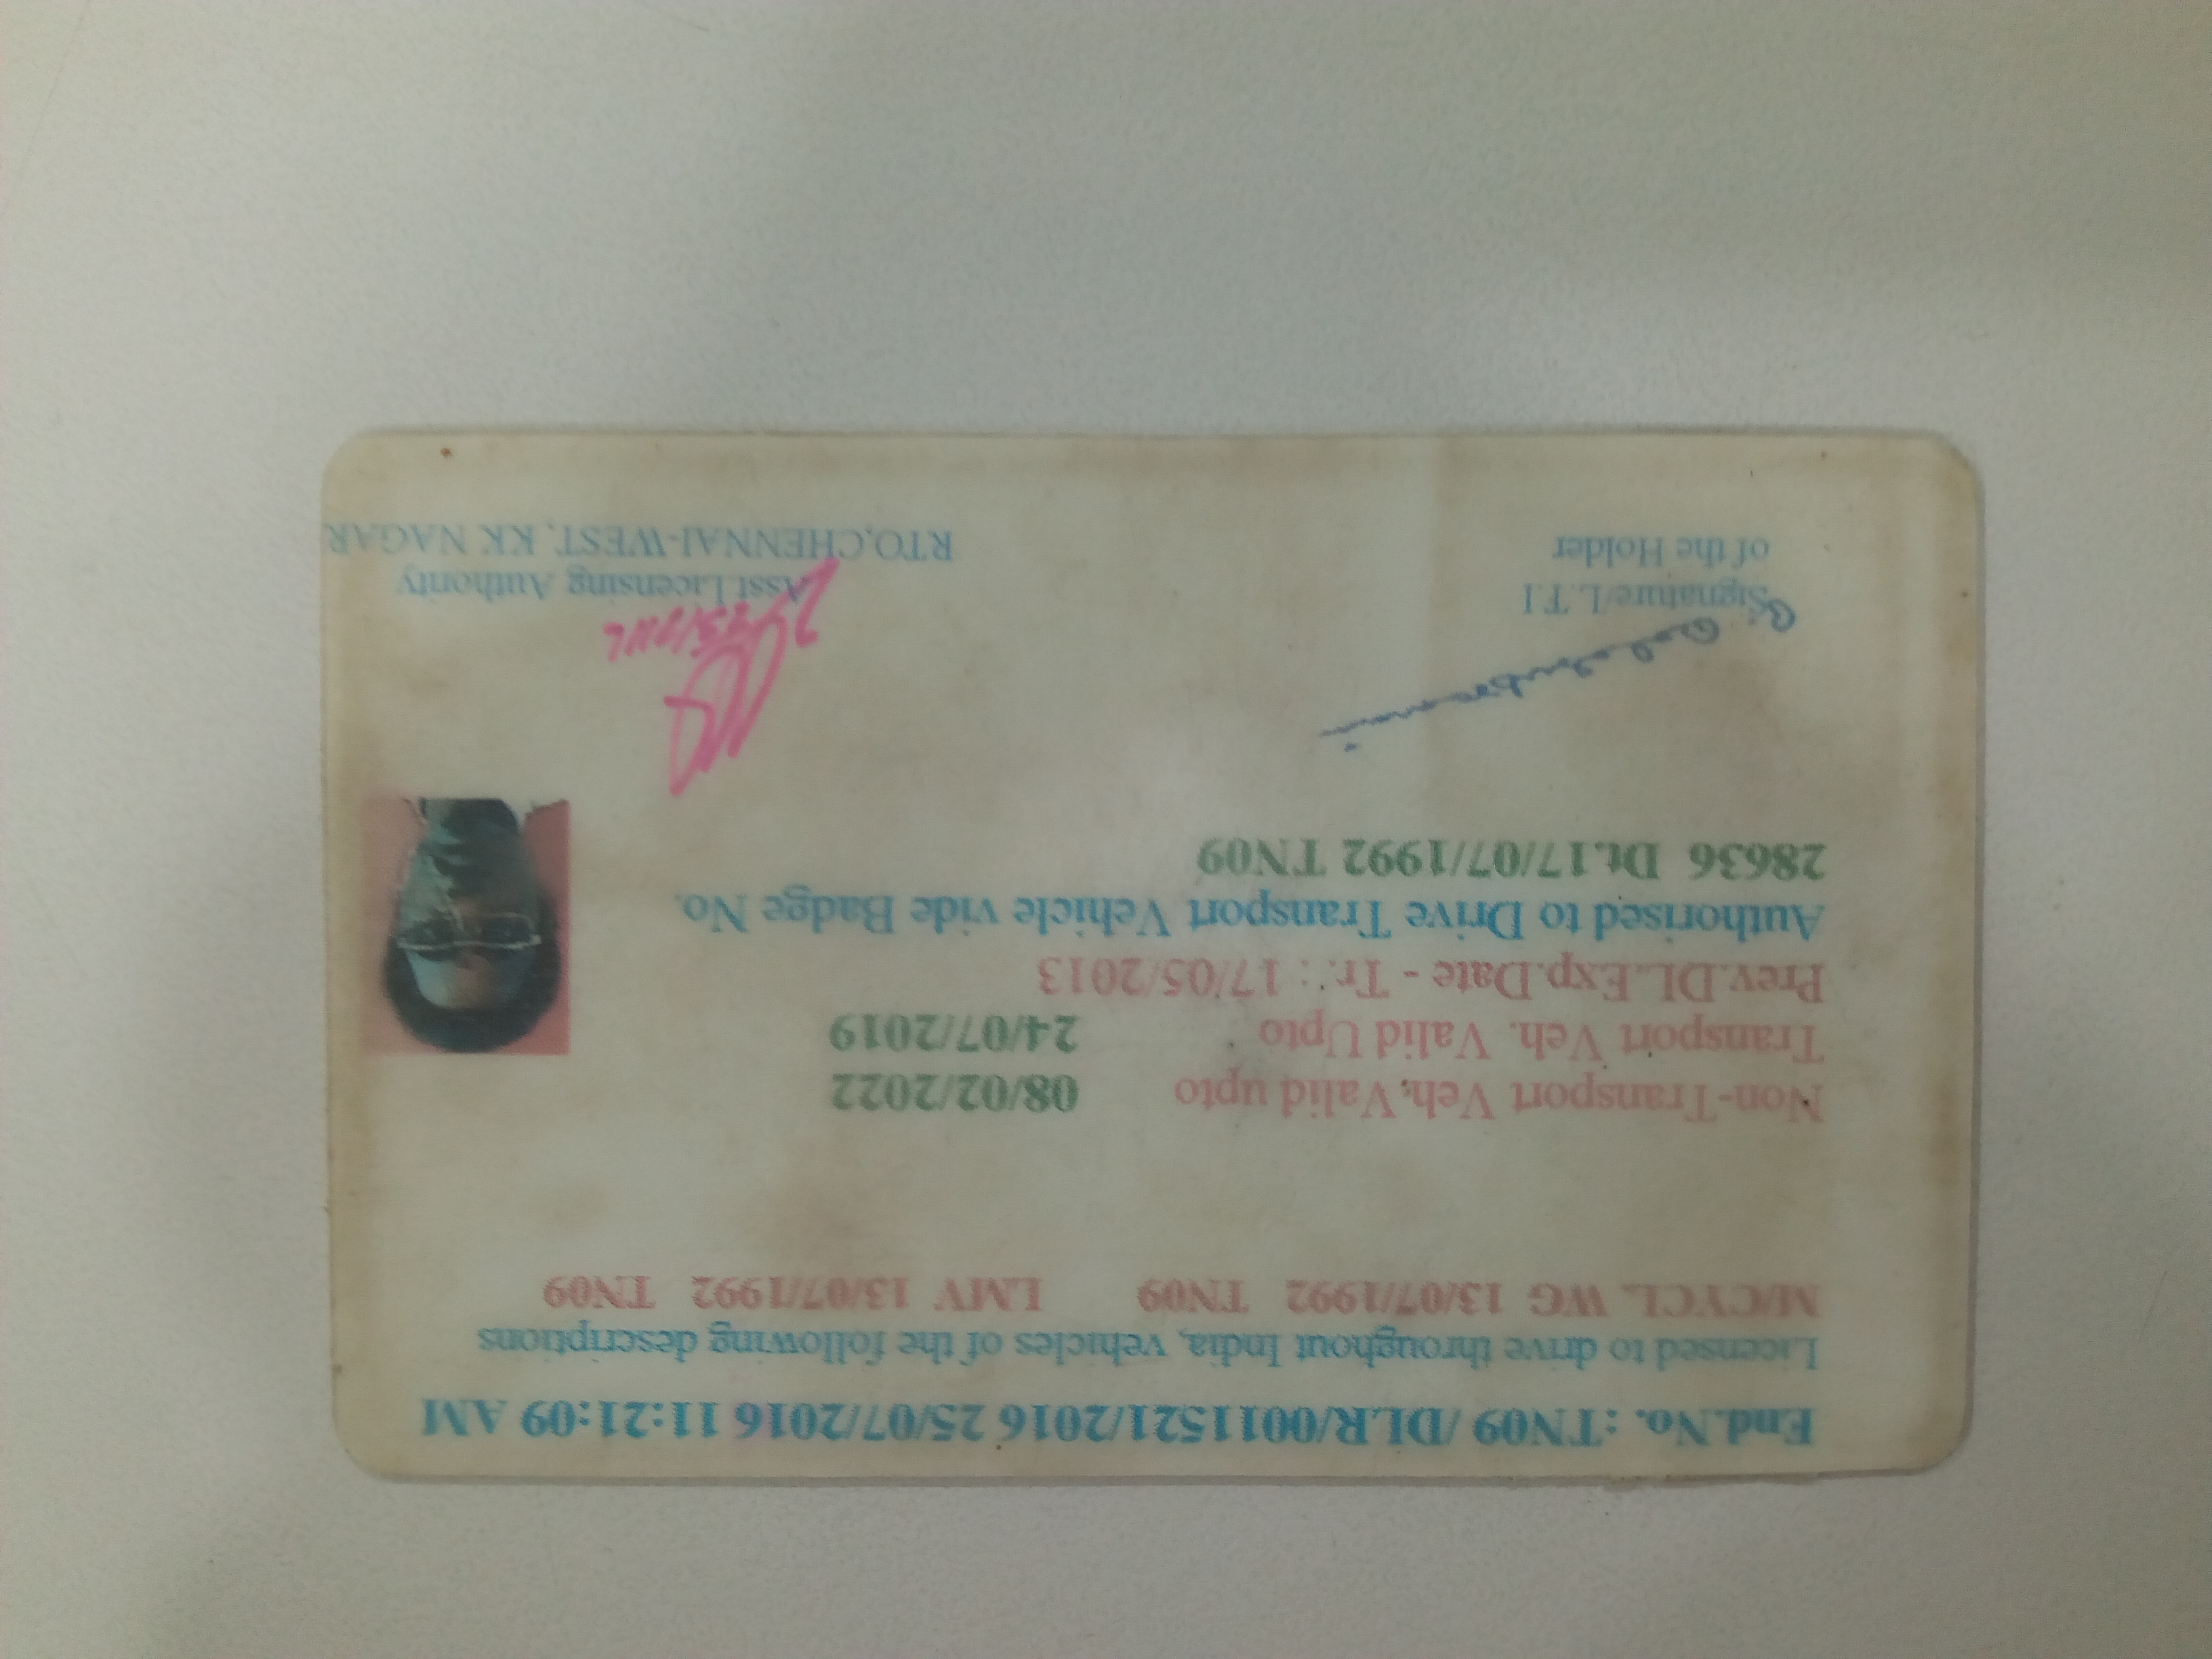 End.No. :TN09 /DLR/0011521/2016 25/07/2016 11:21:09 AM
Licensed to drive throughout India, vehicles of the following descriptions
M/CYCL. WG 13/07/1992 TN09 LMV 13/07/1992 TN09
Non-Transport Veh.Valid upto 08/02/2022
Transport Veh. Valid Upto 24/07/2019
Prev.DL.Exp.Date - Tr. : 17/05/2013
Authorised to Drive Transport Vehicle vide Badge No.
28636 Dt.17/07/1992 TN09
Signature/L.T.I
of the Holder
Asst Licensing Authority
RTO,CHENNAI-WEST, KK NAGAR